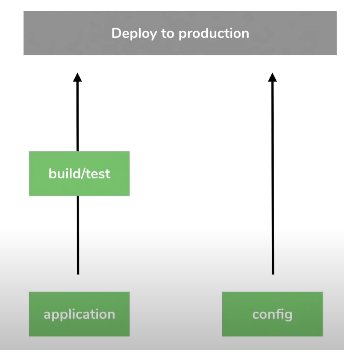 Deploy to production
build/test
application
config